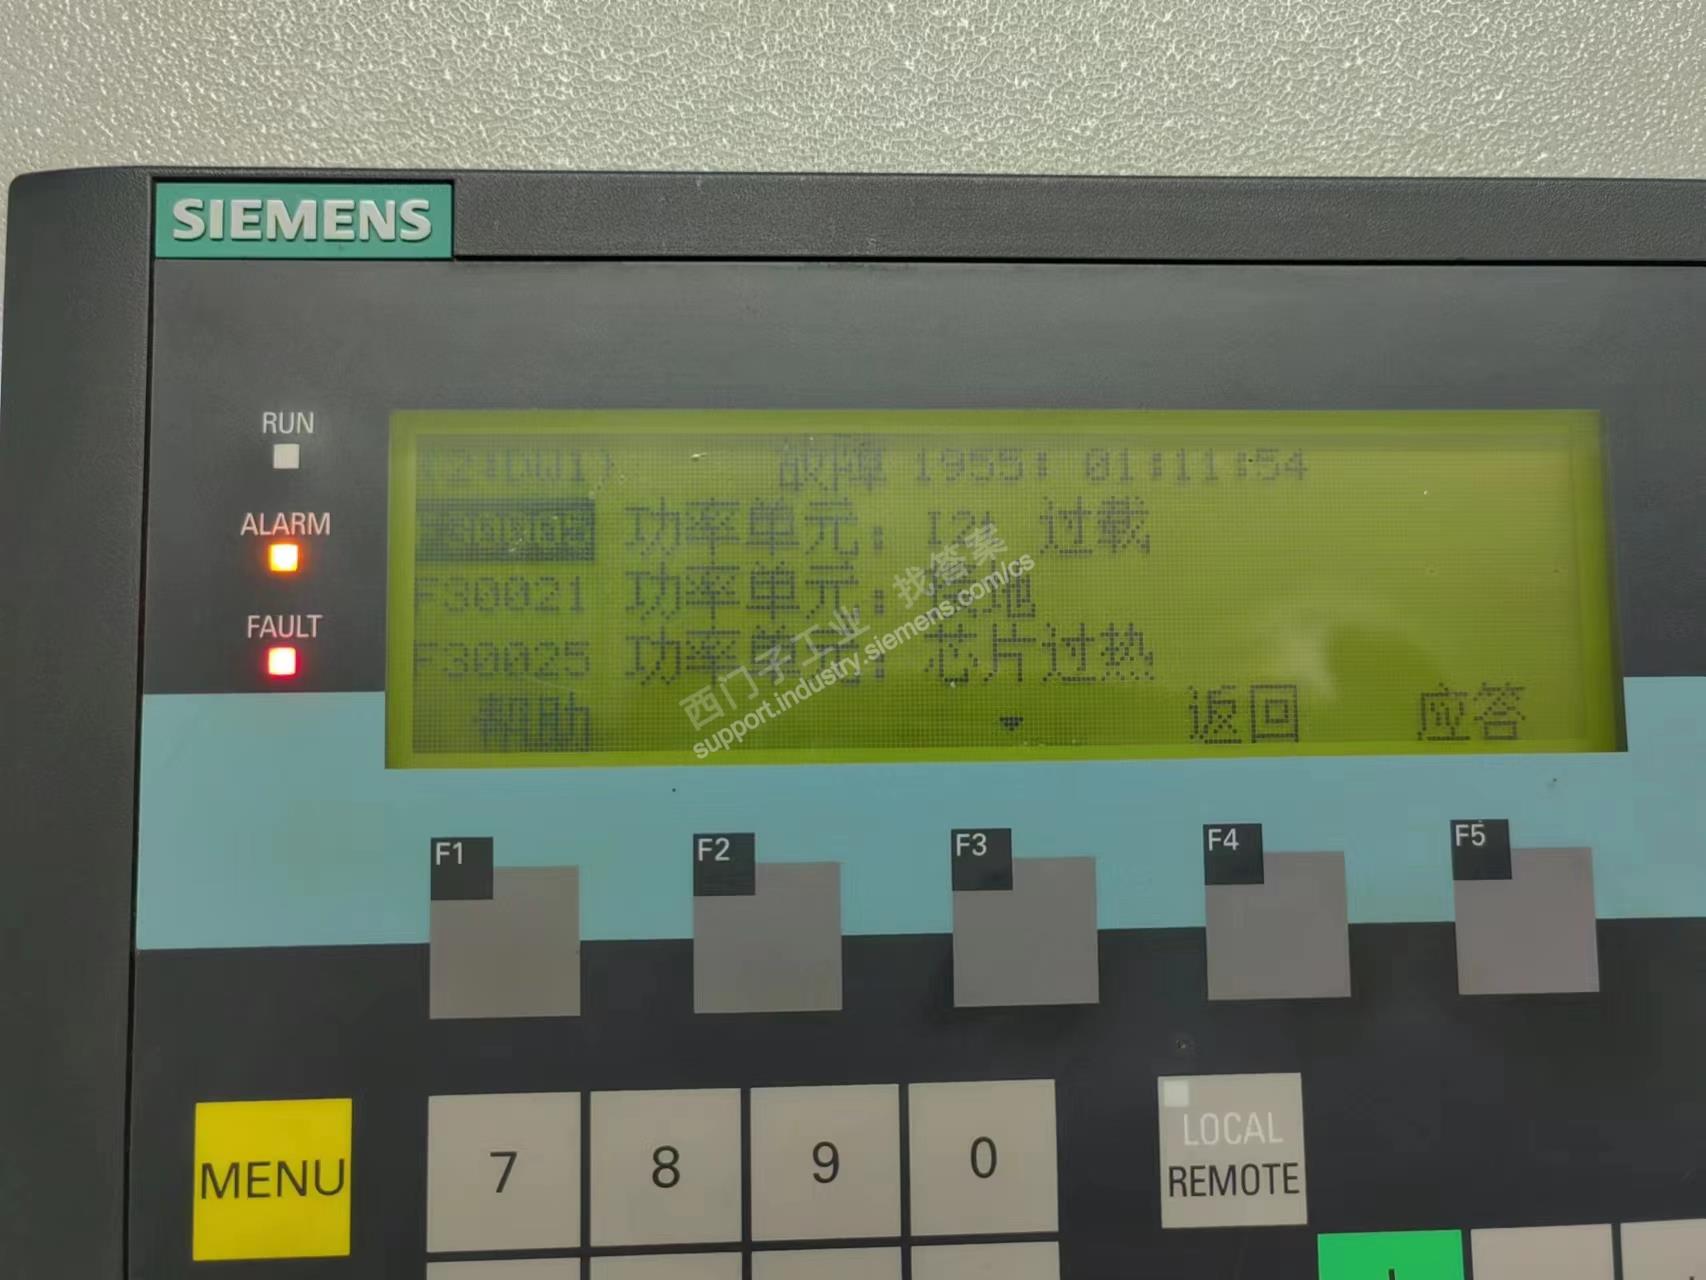 SIEMENS
RUN
ALARM
FAULT
故障 1955: 01:11:54
F30005 功率单元: I2t 过载
F30021 功率单元: 接地
F30025 功率单元: 芯片过热
帮助 返回 应答
西门子工业 找答案
support.industry.siemens.com/cs
F1 F2 F3 F4 F5
MENU
7 8 9 0
LOCAL
REMOTE